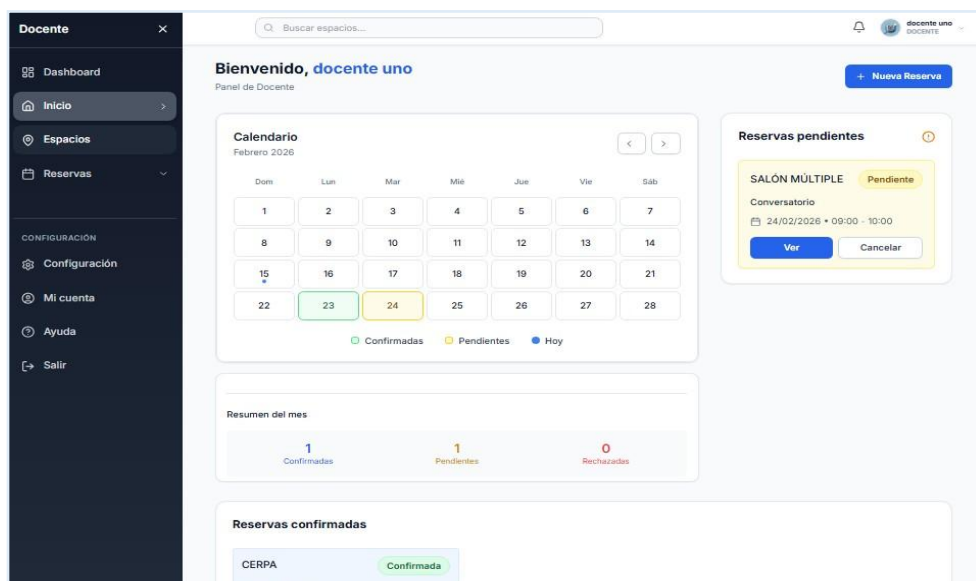 Docente
Dashboard
Inicio
Espacios
Reservas
CONFIGURACIÓN
Configuración
Mi cuenta
Ayuda
Salir
Buscar espacios...
docente uno
DOCENTE
Bienvenido, docente uno
Panel de Docente
+ Nueva Reserva
Calendario
Febrero 2026
Dom Lun Mar Mié Jue Vie Sáb
1 2 3 4 5 6 7
8 9 10 11 12 13 14
15 16 17 18 19 20 21
22 23 24 25 26 27 28
Confirmadas Pendientes Hoy
Resumen del mes
1 1 0
Confirmadas Pendientes Rechazadas
Reservas confirmadas
CERPA Confirmada
Reservas pendientes
SALÓN MÚLTIPLE Pendiente
Conversatorio
24/02/2026 • 09:00 - 10:00
Ver Cancelar